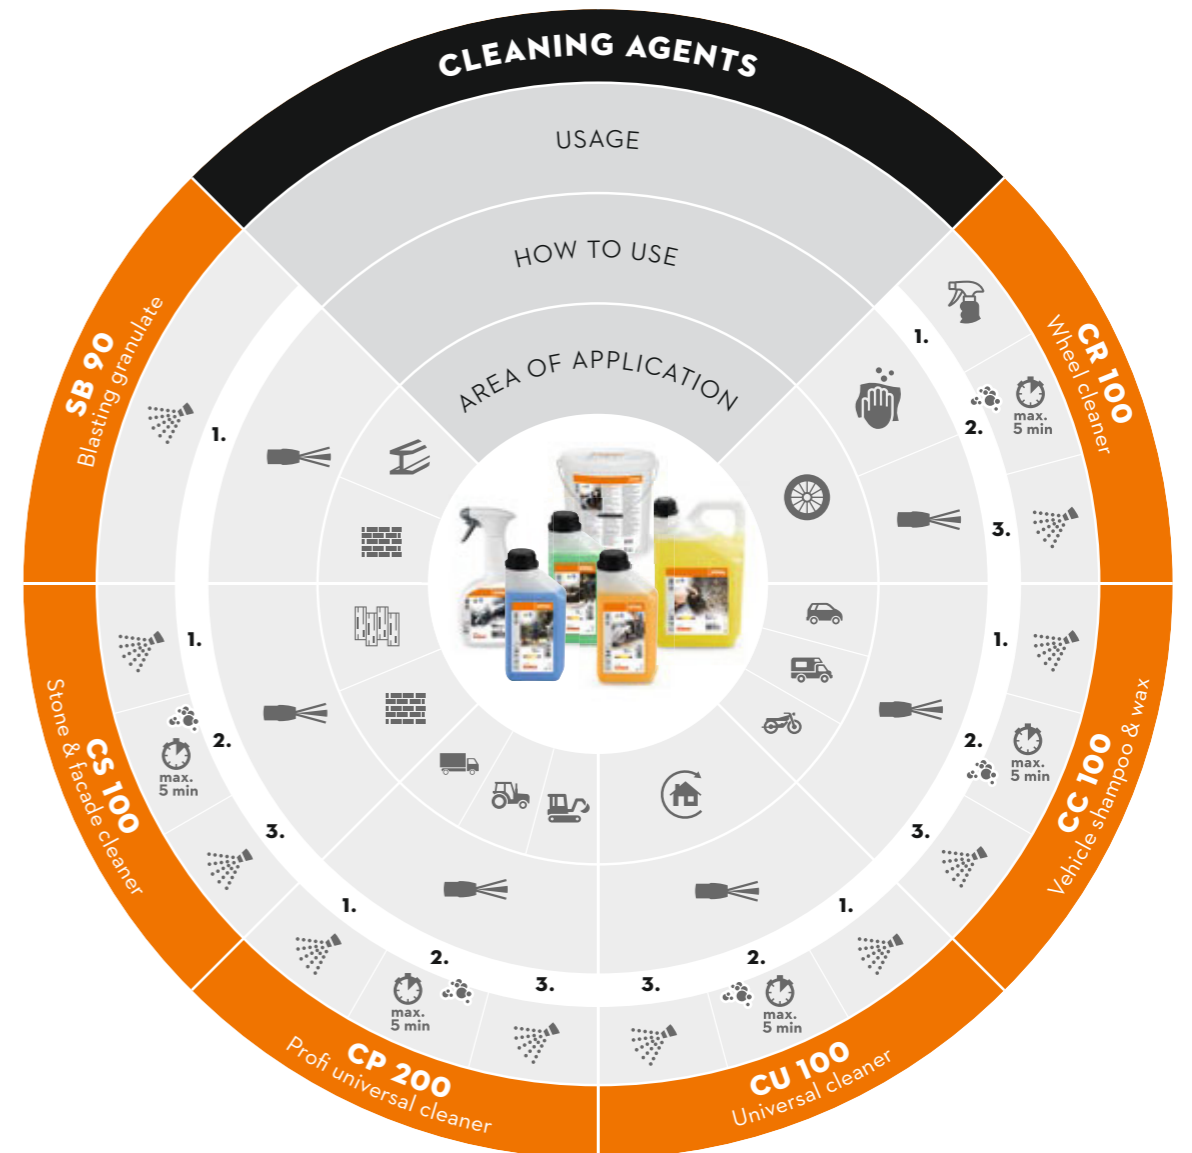 CLEANING AGENTS
USAGE
HOW TO USE
AREA OF APPLICATION
CR 100
Wheel cleaner
1.
2.
max.
5 min
3.
CC 100
Vehicle shampoo & wax
1.
2.
max.
5 min
3.
CU 100
Universal cleaner
1.
2.
max.
5 min
3.
CP 200
Profi universal cleaner
1.
2.
max.
5 min
3.
CS 100
Stone & facade cleaner
1.
2.
max.
5 min
3.
SB 90
Blasting granulate
1.